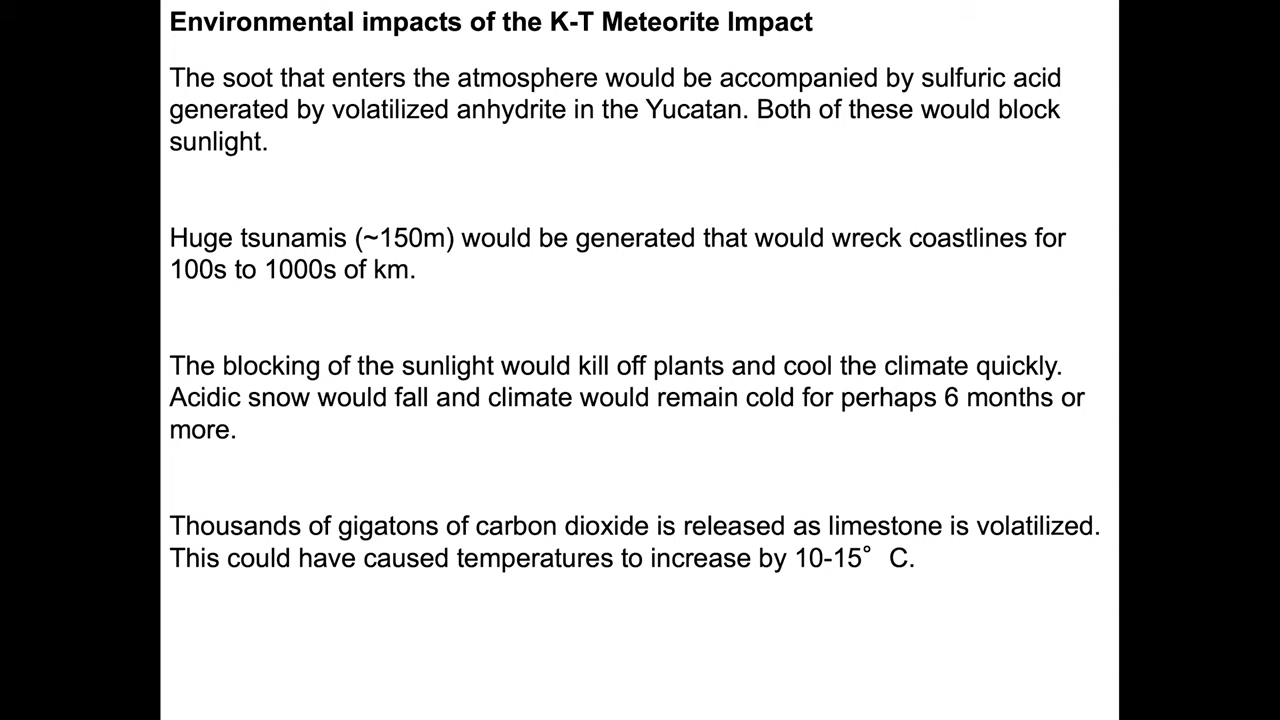 Environmental impacts of the K-T Meteorite Impact
The soot that enters the atmosphere would be accompanied by sulfuric acid
generated by volatilized anhydrite in the Yucatan. Both of these would block
sunlight.
Huge tsunamis (~150m) would be generated that would wreck coastlines for
100s to 1000s of km.
The blocking of the sunlight would kill off plants and cool the climate quickly.
Acidic snow would fall and climate would remain cold for perhaps 6 months or
more.
Thousands of gigatons of carbon dioxide is released as limestone is volatilized.
This could have caused temperatures to increase by 10-15° C.